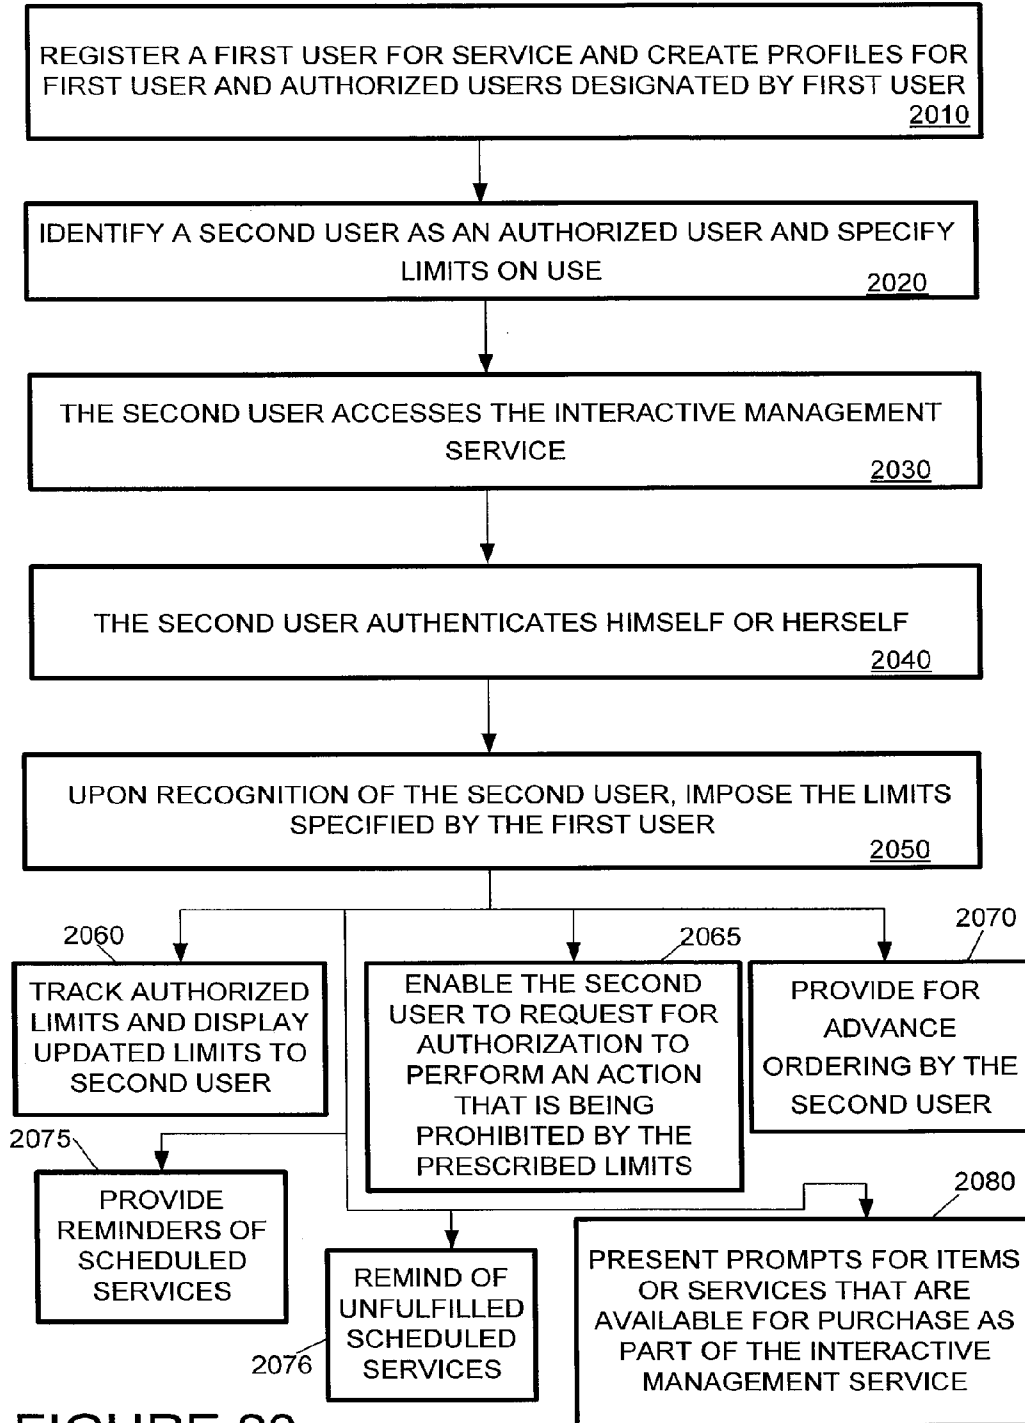 REGISTER A FIRST USER FOR SERVICE AND CREATE PROFILES FOR
FIRST USER AND AUTHORIZED USERS DESIGNATED BY FIRST USER
2010
IDENTIFY A SECOND USER AS AN AUTHORIZED USER AND SPECIFY
LIMITS ON USE
2020
THE SECOND USER ACCESSES THE INTERACTIVE MANAGEMENT
SERVICE
2030
THE SECOND USER AUTHENTICATES HIMSELF OR HERSELF
2040
UPON RECOGNITION OF THE SECOND USER, IMPOSE THE LIMITS
SPECIFIED BY THE FIRST USER
2050
2060
TRACK AUTHORIZED
LIMITS AND DISPLAY
UPDATED LIMITS TO
SECOND USER
2065
ENABLE THE SECOND
USER TO REQUEST FOR
AUTHORIZATION TO
PERFORM AN ACTION
THAT IS BEING
PROHIBITED BY THE
PRESCRIBED LIMITS
2070
PROVIDE FOR
ADVANCE
ORDERING BY THE
SECOND USER
2075
PROVIDE
REMINDERS OF
SCHEDULED
SERVICES
2076
REMIND OF
UNFULFILLED
SCHEDULED
SERVICES
2080
PRESENT PROMPTS FOR ITEMS
OR SERVICES THAT ARE
AVAILABLE FOR PURCHASE AS
PART OF THE INTERACTIVE
MANAGEMENT SERVICE
FIGURE